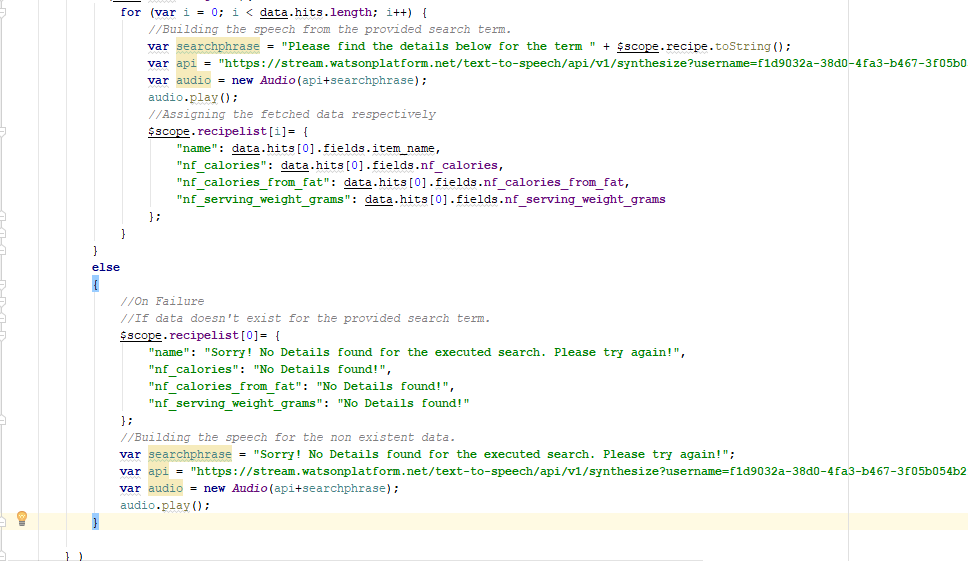 for (var i = 0; i < data.hits.length; i++) {
//Building the speech from the provided search term.
var searchphrase = "Please find the details below for the term " + $scope.recipe.toString();
var api = "https://stream.watsonplatform.net/text-to-speech/api/v1/synthesize?username=f1d9032a-38d0-4fa3-b467-3f05b0
var audio = new Audio(api+searchphrase);
audio.play();
//Assigning the fetched data respectively
$scope.recipelist[i]= {
"name": data.hits[0].fields.item_name,
"nf_calories": data.hits[0].fields.nf_calories,
"nf_calories_from_fat": data.hits[0].fields.nf_calories_from_fat,
"nf_serving_weight_grams": data.hits[0].fields.nf_serving_weight_grams
};
}
}
else
{
//On Failure
//If data doesn't exist for the provided search term.
$scope.recipelist[0]= {
"name": "Sorry! No Details found for the executed search. Please try again!",
"nf_calories": "No Details found!",
"nf_calories_from_fat": "No Details found!",
"nf_serving_weight_grams": "No Details found!"
};
//Building the speech for the non existent data.
var searchphrase = "Sorry! No Details found for the executed search. Please try again!";
var api = "https://stream.watsonplatform.net/text-to-speech/api/v1/synthesize?username=f1d9032a-38d0-4fa3-b467-3f05b054b2
var audio = new Audio(api+searchphrase);
audio.play();
}
} )